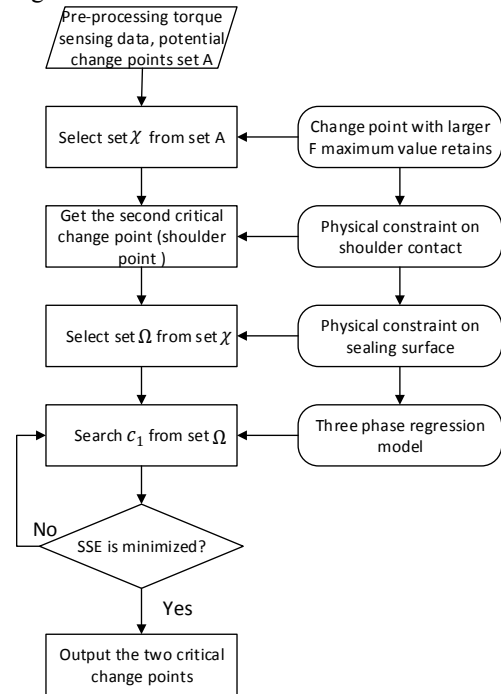 Pre-processing torque
sensing data, potential
change points set A
Select set χ from set A
Change point with larger
F maximum value retains
Get the second critical
change point (shoulder
point )
Physical constraint on
shoulder contact
Select set Ω from set χ
Physical constraint on
sealing surface
Search c₁ from set Ω
Three phase regression
model
No
SSE is minimized?
Yes
Output the two critical
change points